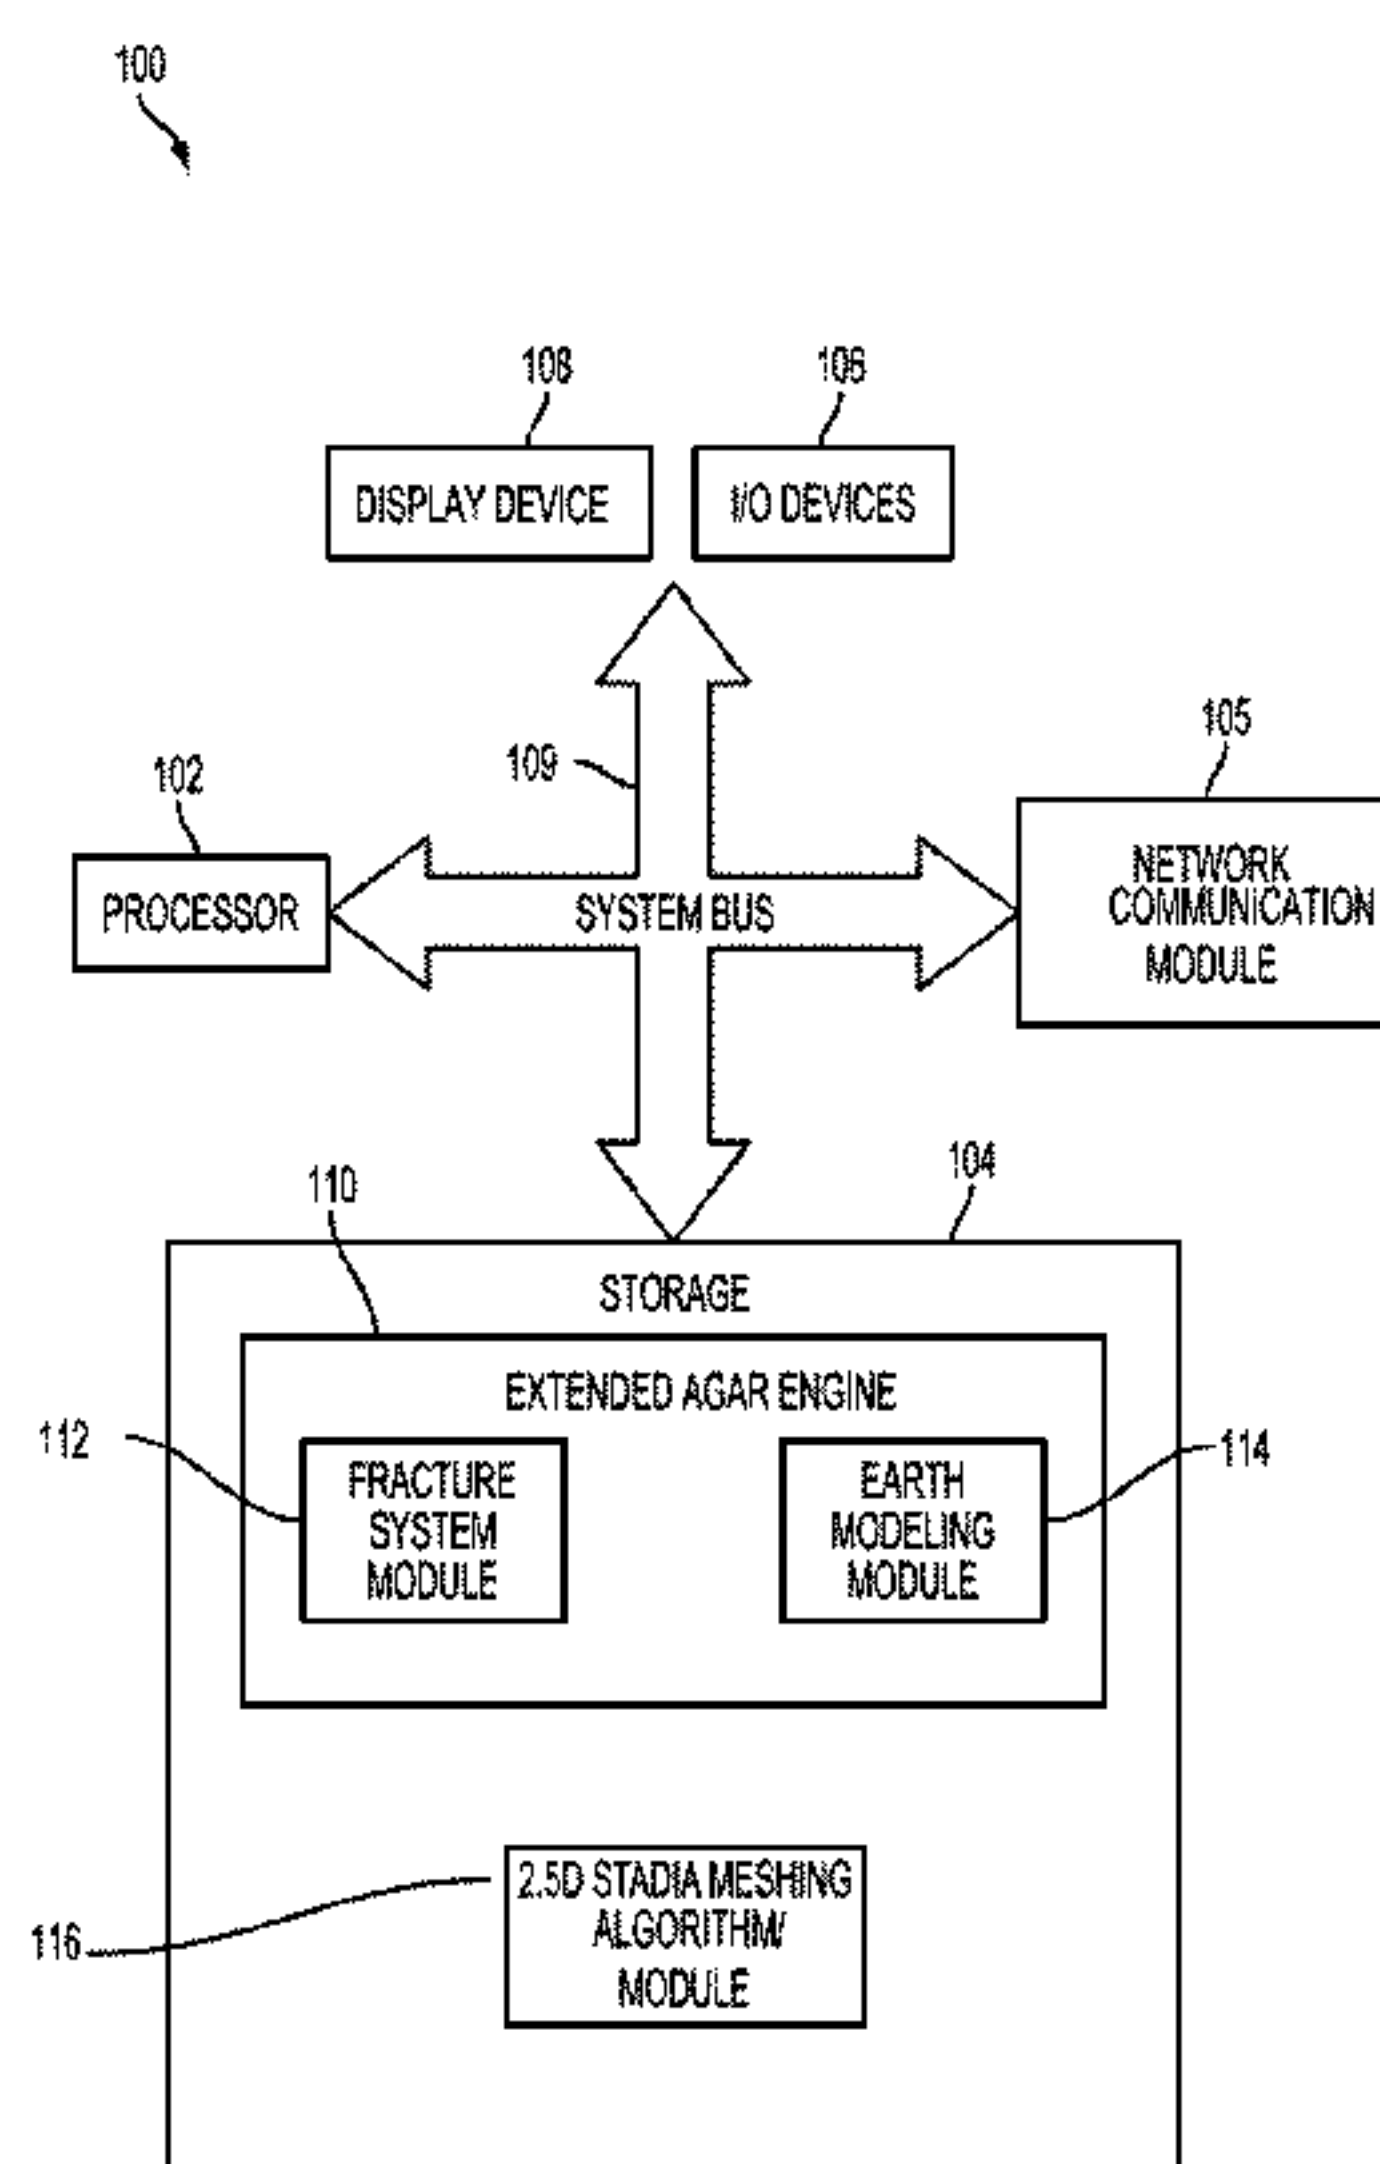 100
108
106
DISPLAY DEVICE
I/O DEVICES
109
105
102
PROCESSOR
SYSTEM BUS
NETWORK
COMMUNICATION
MODULE
104
110
STORAGE
EXTENDED AGAR ENGINE
112
114
FRACTURE
SYSTEM
MODULE
EARTH
MODELING
MODULE
116
2.5D STADIA MESHING
ALGORITHM/
MODULE